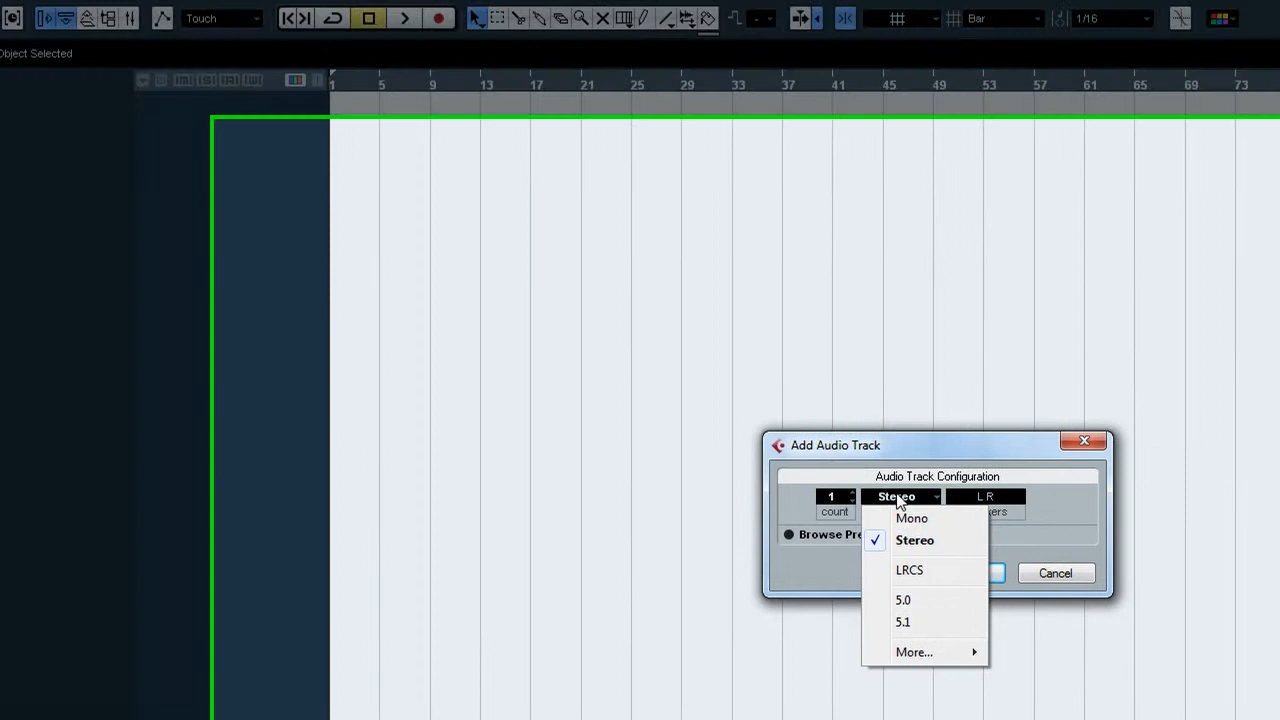 Touch
- -
Bar
1/16
Object Selected
1 5 9 13 17 21 25 29 33 37 41 45 49 53 57 61 65 69 73
Add Audio Track
Audio Track Configuration
1 Stereo L R
count
Browse Pre
Mono
Stereo
LRCS
5.0
5.1
More...
Cancel